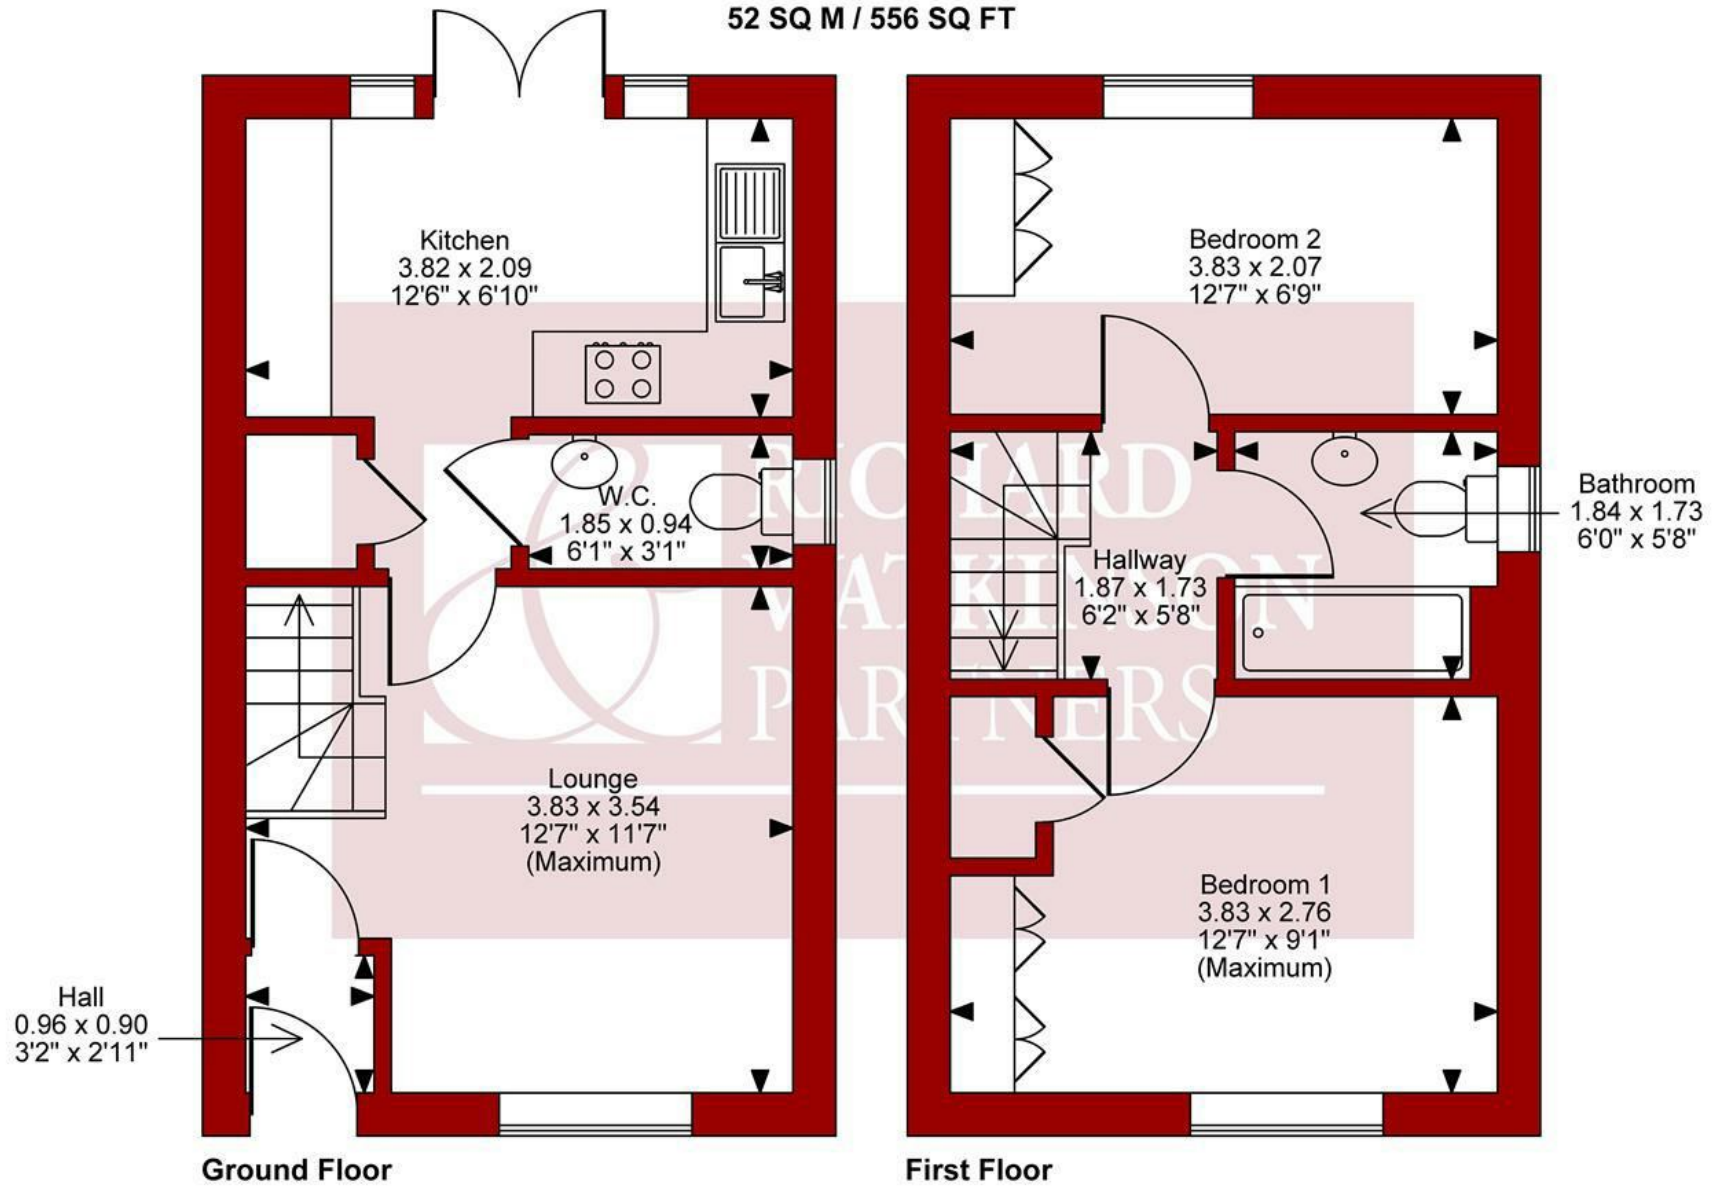 52 SQ M / 556 SQ FT
Kitchen
3.82 x 2.09
12'6" x 6'10"
W.C.
1.85 x 0.94
6'1" x 3'1"
Lounge
3.83 x 3.54
12'7" x 11'7"
(Maximum)
Hall
0.96 x 0.90
3'2" x 2'11"
Ground Floor
Bedroom 2
3.83 x 2.07
12'7" x 6'9"
Bathroom
1.84 x 1.73
6'0" x 5'8"
Hallway
1.87 x 1.73
6'2" x 5'8"
Bedroom 1
3.83 x 2.76
12'7" x 9'1"
(Maximum)
First Floor
&
RICHARD
WATKINSON
PARTNERS